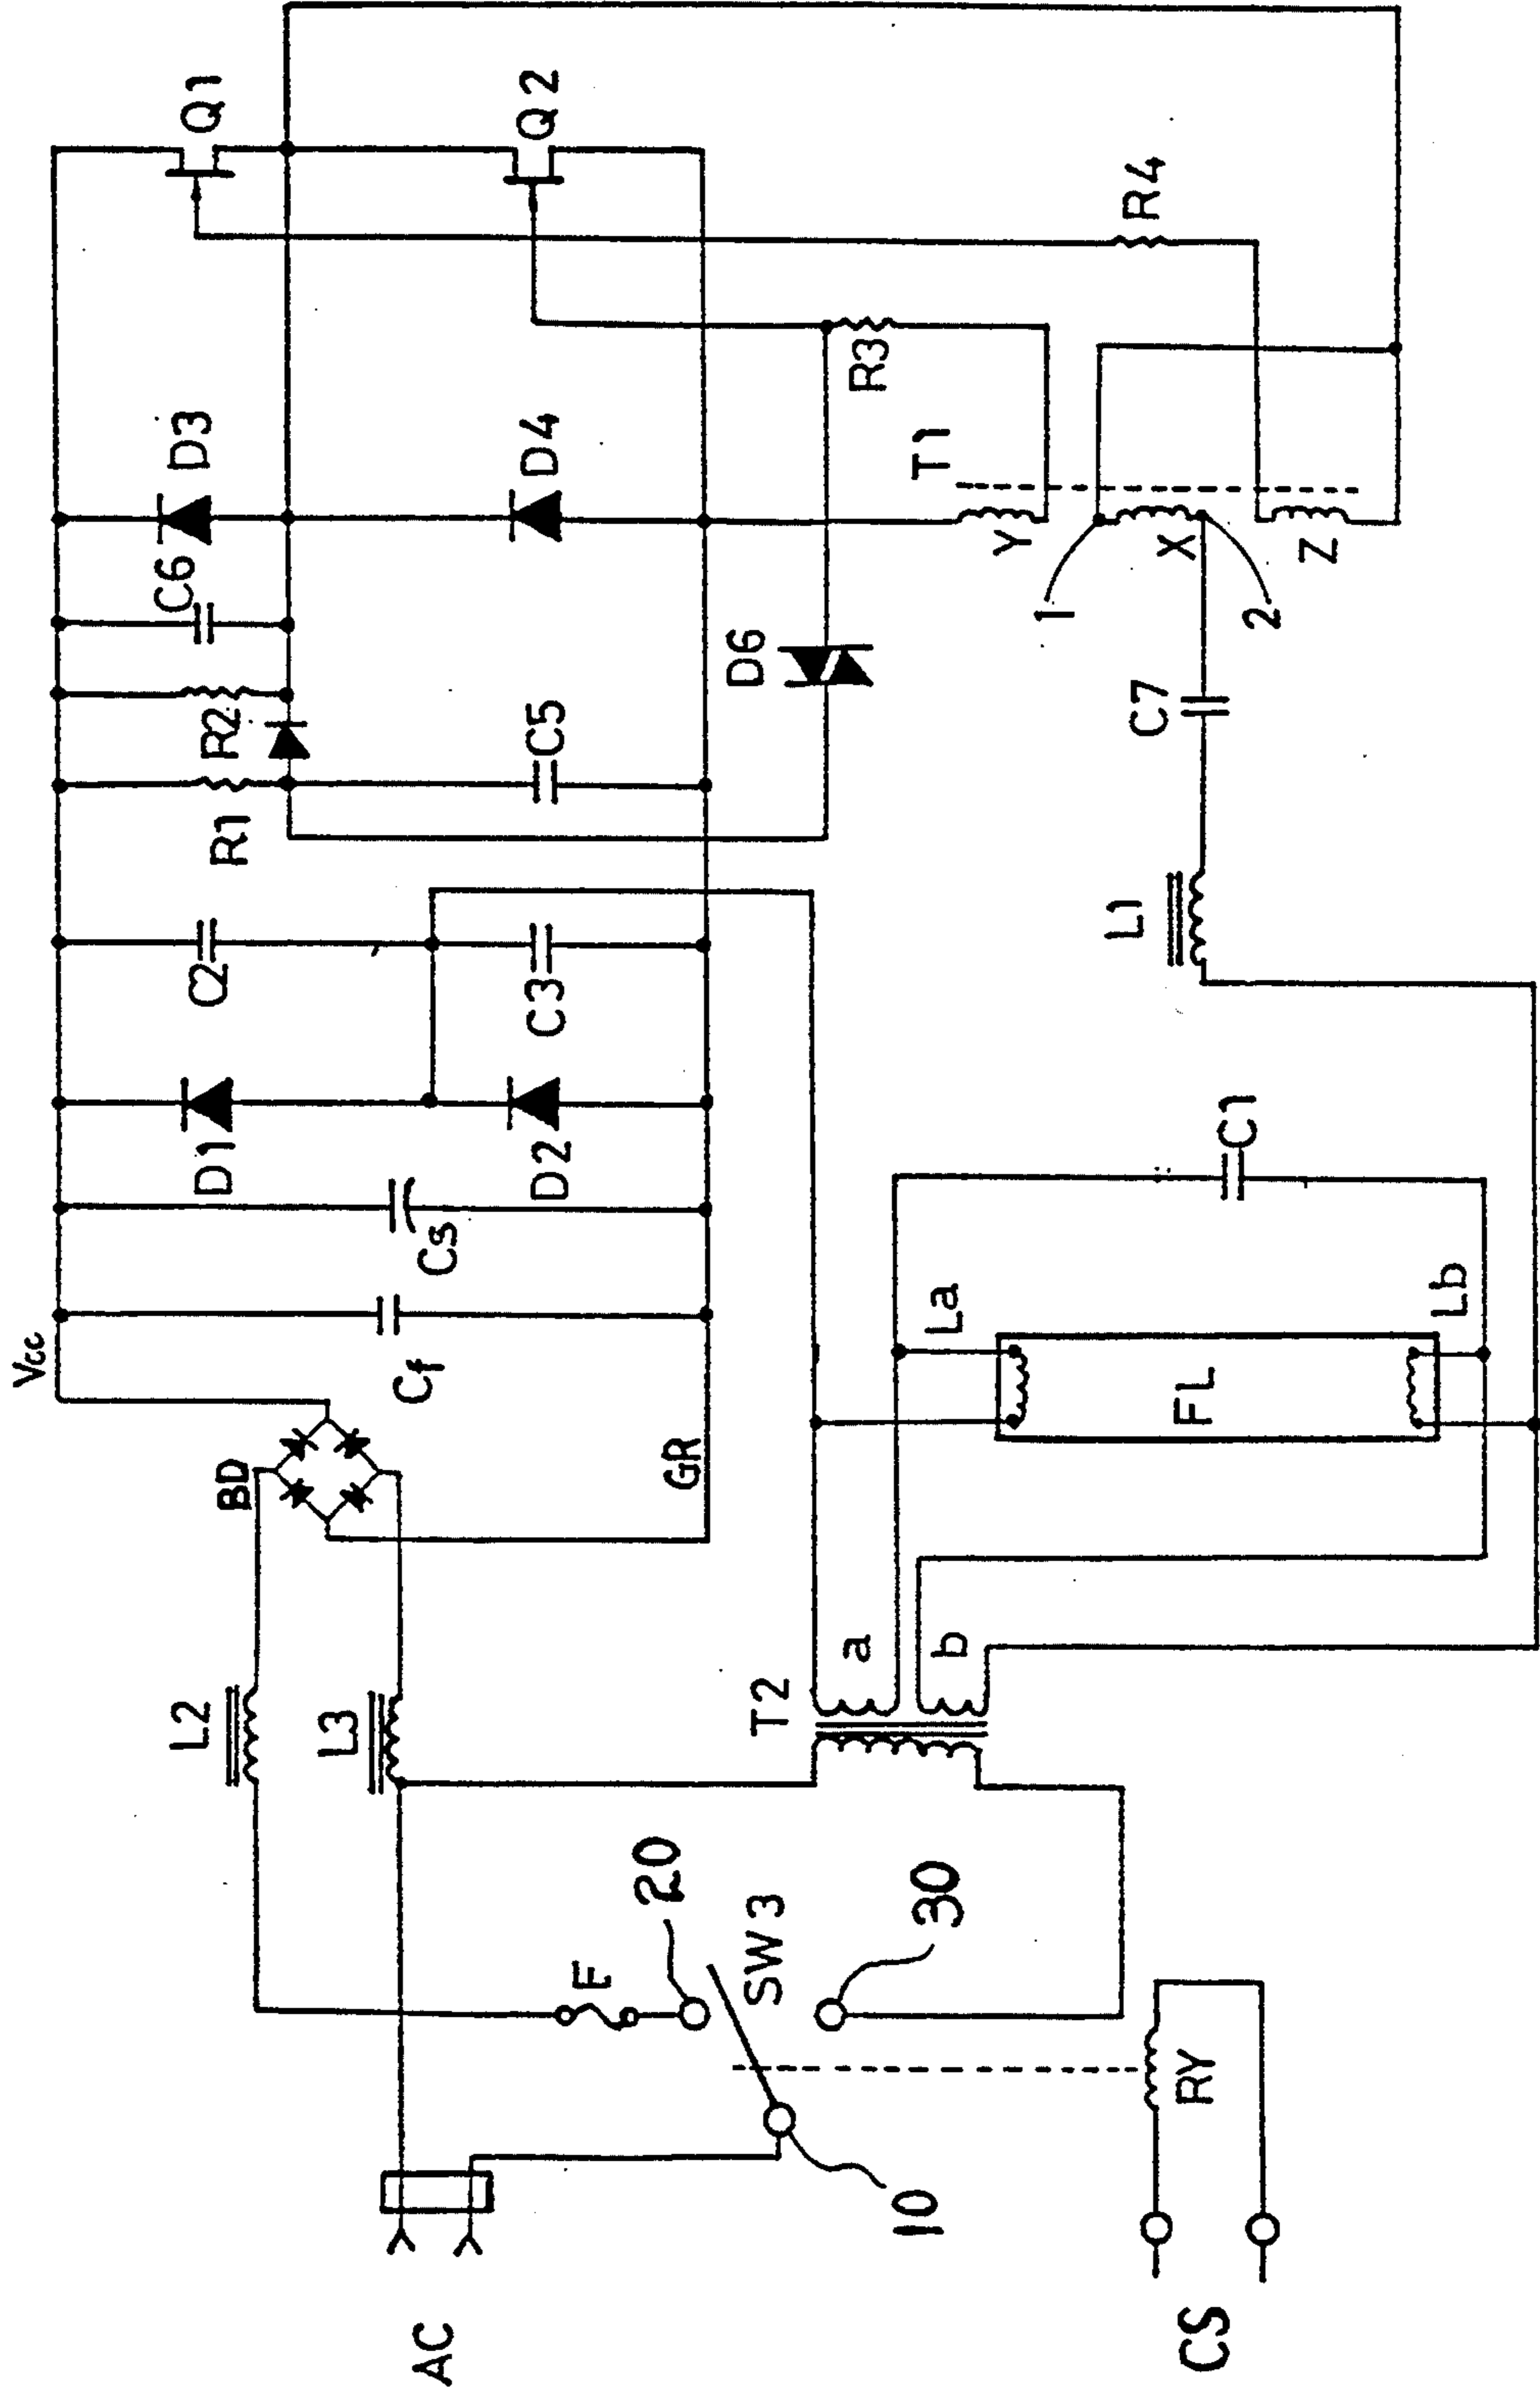 Vcc
Q1
D3
C6
R2
R1
C2
D1
Cs
Cf
BD
L2
L3
AC
Q2
D4
C5
C3
D2
GR
F
20
SW3
30
10
RY
CS
T2
a
b
La
FL
Lb
C1
D6
R3
R4
T1
Y
X
Z
1
2
C7
L1